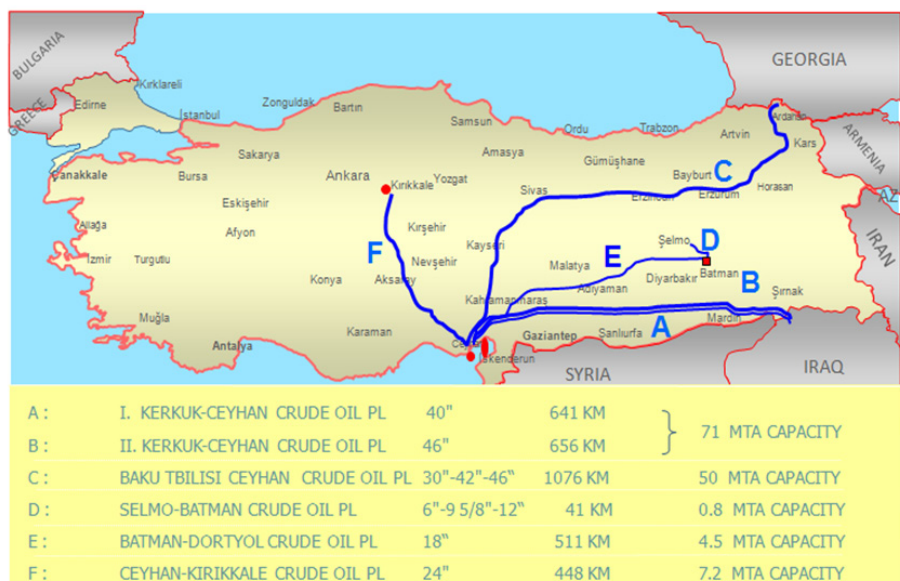 BULGARIA
GEORGIA
Kırklareli
Edirne
GREECE
İstanbul
Zonguldak
Bartın
Samsun
Ordu
Trabzon
Artvin
Ardahan
Kars
ARMENIA
Sakarya
Amasya
Gümüşhane
Çanakkale
Bursa
Ankara
Kırıkkale
Yozgat
Sivas
Bayburt
C
Erzincan
Erzurum
Horasan
AZ
Eskişehir
Aliağa
Afyon
Kırşehir
Kayseri
Şelmo
D
IRAN
İzmir
Turgutlu
F
Nevşehir
Malatya
E
Batman
Konya
Aksaray
Diyarbakır
B
Adıyaman
Şırnak
Kahramanmaraş
Muğla
Karaman
Gaziantep
Sanlıurfa
A
Mardin
Antalya
İskenderun
SYRIA
IRAQ
A : I. KERKUK-CEYHAN CRUDE OIL PL 40" 641 KM
71 MTA CAPACITY
B : II. KERKUK-CEYHAN CRUDE OIL PL 46" 656 KM
C : BAKU TBILISI CEYHAN CRUDE OIL PL 30"-42"-46" 1076 KM 50 MTA CAPACITY
D : SELMO-BATMAN CRUDE OIL PL 6"-9 5/8"-12" 41 KM 0.8 MTA CAPACITY
E : BATMAN-DORTYOL CRUDE OIL PL 18" 511 KM 4.5 MTA CAPACITY
F : CEYHAN-KIRIKKALE CRUDE OIL PL 24" 448 KM 7.2 MTA CAPACITY